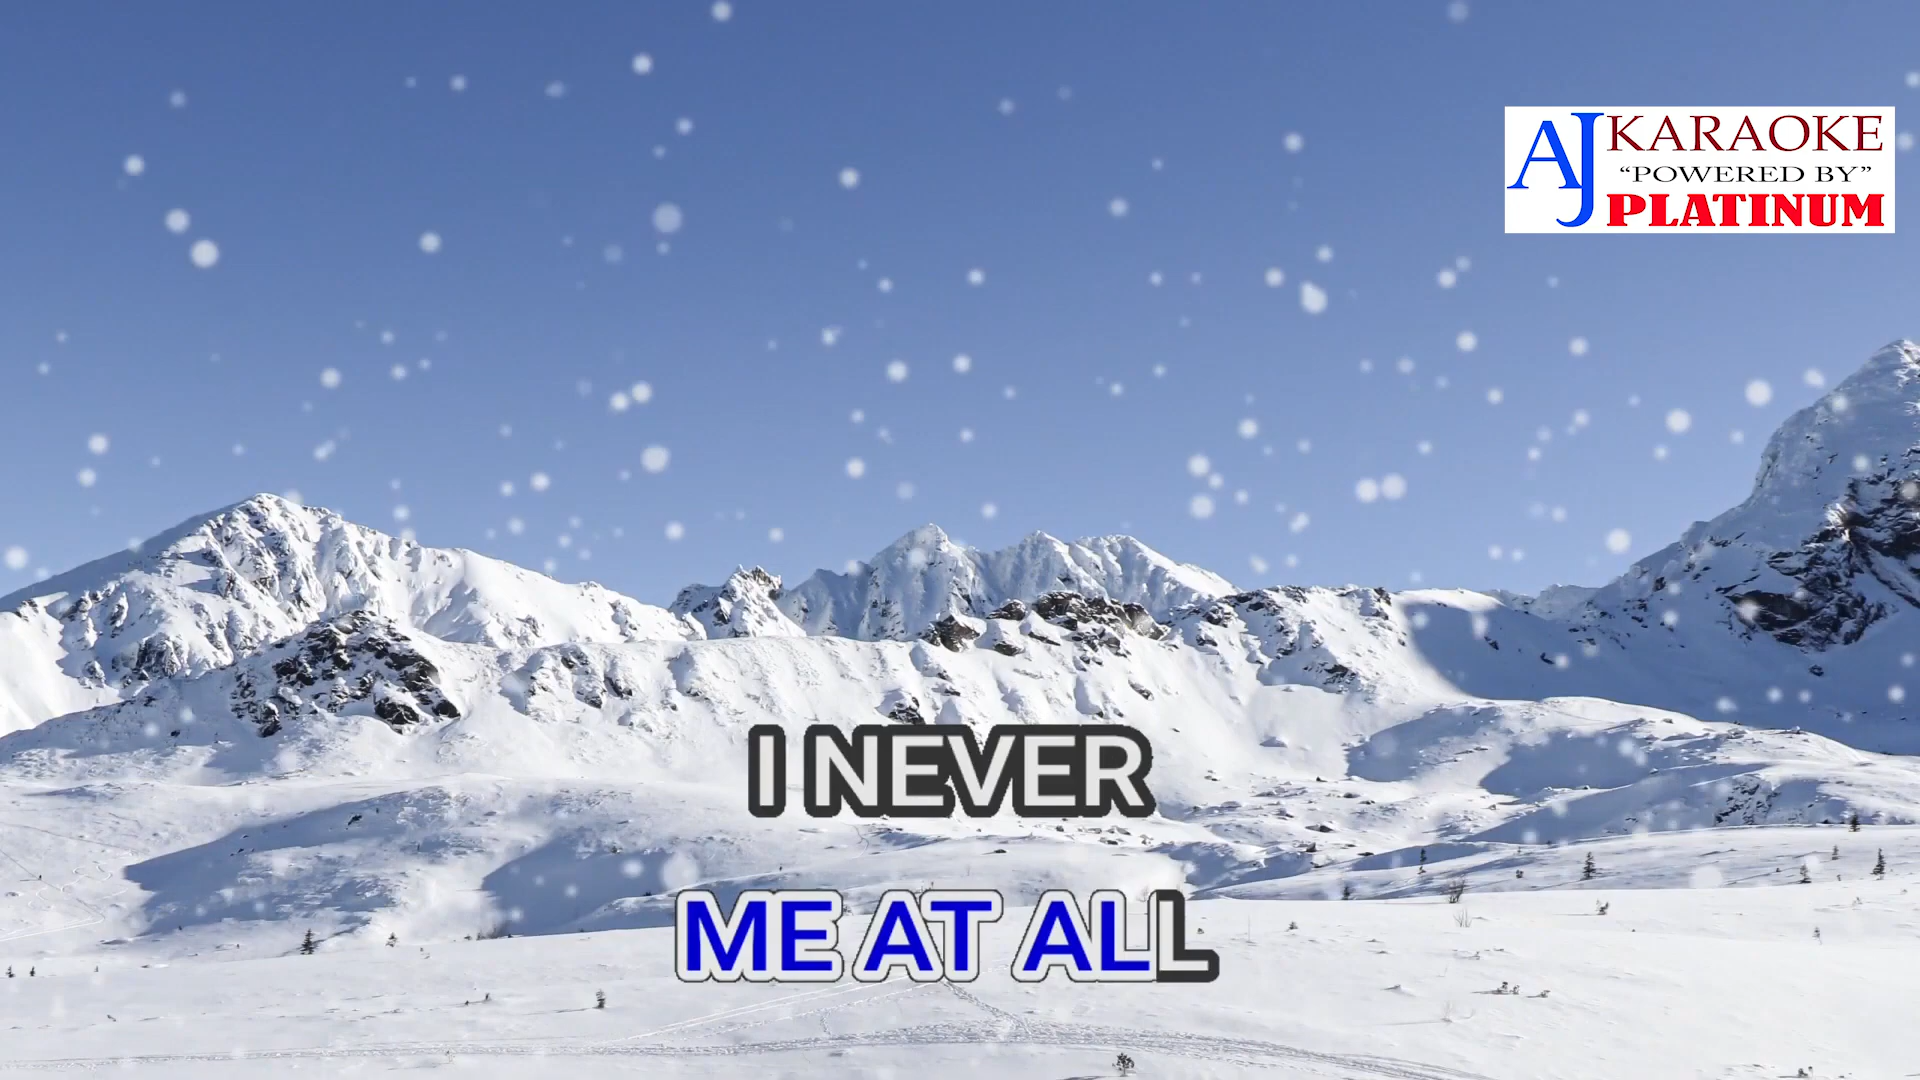 AJ KARAOKE
“POWERED BY”
PLATINUM
I NEVER
ME AT ALL